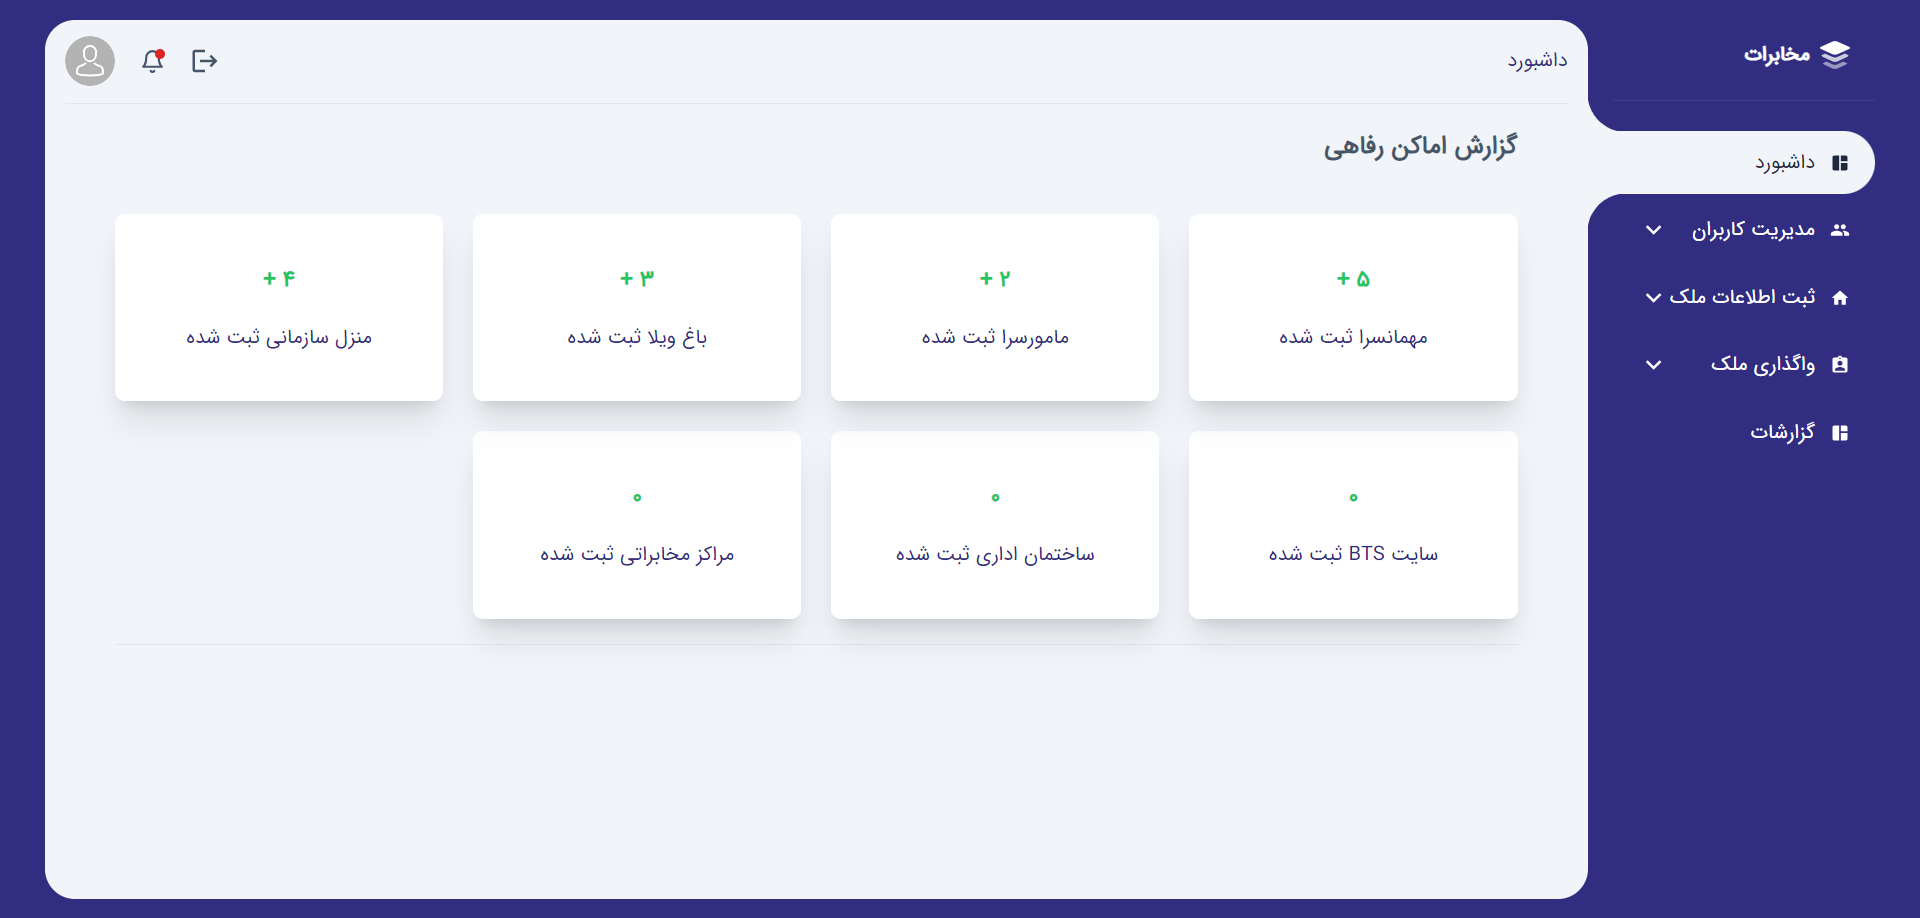 مخابرات
داشبورد
مدیریت کاربران
ثبت اطلاعات ملک
واگذاری ملک
گزارشات
داشبورد
گزارش اماکن رفاهی
۵ +
مهمانسرا ثبت شده
۲ +
مامورسرا ثبت شده
۳ +
باغ ویلا ثبت شده
۴ +
منزل سازمانی ثبت شده
۰
سایت BTS ثبت شده
۰
ساختمان اداری ثبت شده
۰
مراکز مخابراتی ثبت شده